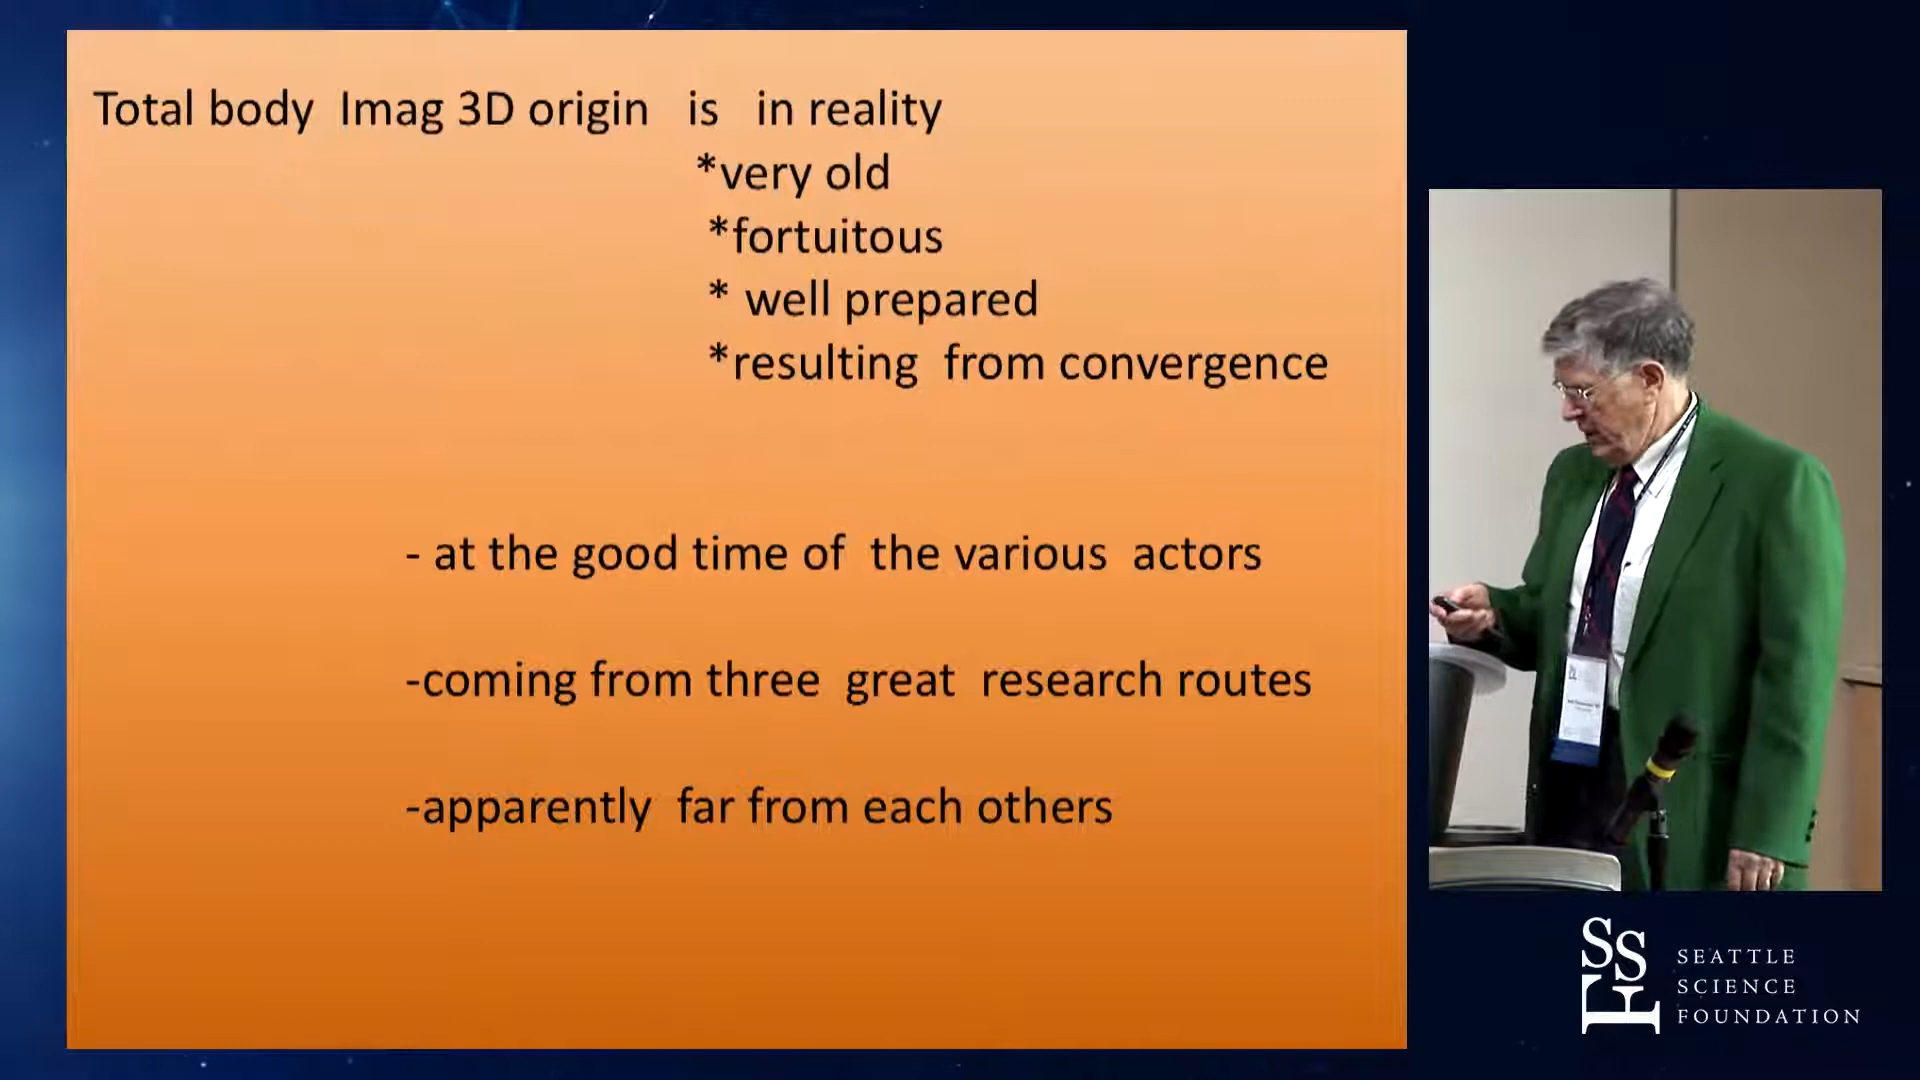 Total body Imag 3D origin is in reality
*very old
*fortuitous
* well prepared
*resulting from convergence
- at the good time of the various actors
-coming from three great research routes
-apparently far from each others
SSF
SEATTLE
SCIENCE
FOUNDATION